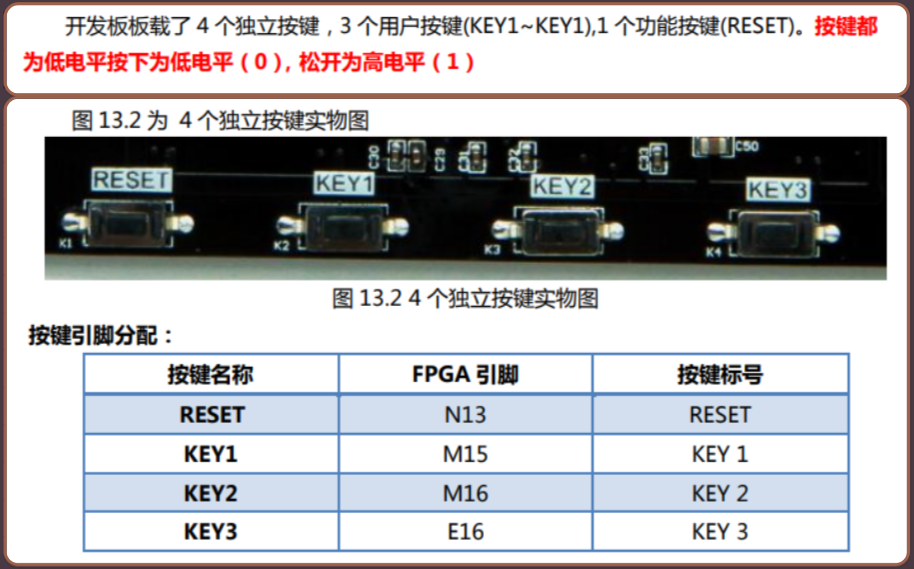 开发板板载了 4 个独立按键，3 个用户按键(KEY1~KEY1),1 个功能按键(RESET)。按键都
为低电平按下为低电平（0），松开为高电平（1）
图 13.2 为 4 个独立按键实物图
C30 C29 C31 C32 C33 C50
RESET KEY1 KEY2 KEY3
K1 K2 K3 K4
图 13.2 4 个独立按键实物图
按键引脚分配：
按键名称 FPGA 引脚 按键标号
RESET N13 RESET
KEY1 M15 KEY 1
KEY2 M16 KEY 2
KEY3 E16 KEY 3